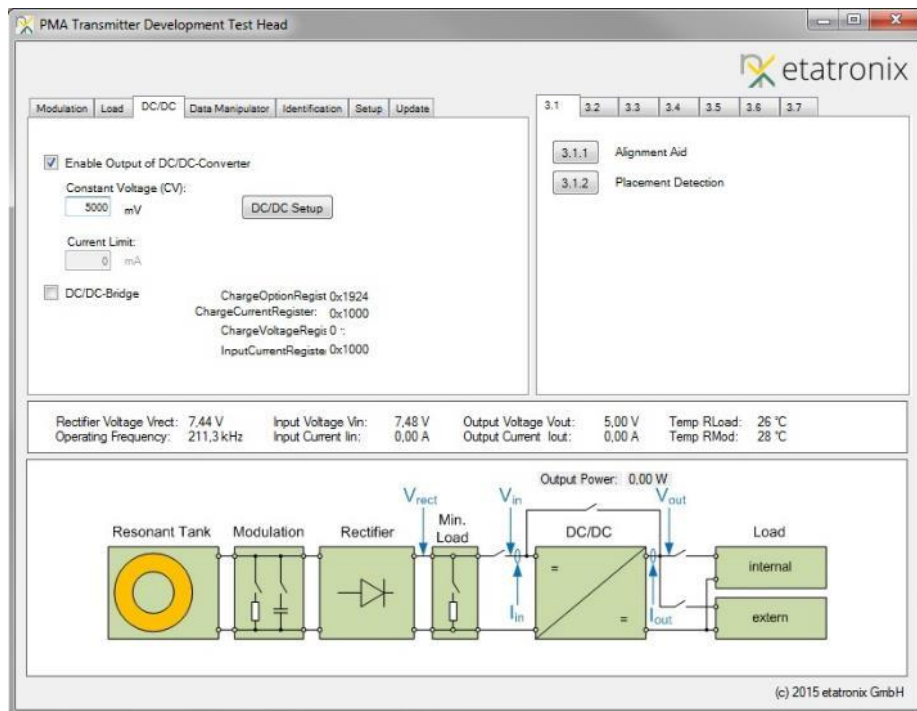 PMA Transmitter Development Test Head
etatronix
Modulation Load DC/DC Data Manipulator Identification Setup Update
3.1 3.2 3.3 3.4 3.5 3.6 3.7
Enable Output of DC/DC-Converter
Constant Voltage (CV):
5000 mV DC/DC Setup
Current Limit:
0 mA
DC/DC-Bridge
ChargeOptionRegist 0x1924
ChargeCurrentRegister: 0x1000
ChargeVoltageRegis 0
InputCurrentRegiste 0x1000
3.1.1 Alignment Aid
3.1.2 Placement Detection
Rectifier Voltage Vrect: 7,44 V Input Voltage Vin: 7,48 V Output Voltage Vout: 5,00 V Temp RLoad: 26 °C
Operating Frequency: 211,3 kHz Input Current Iin: 0,00 A Output Current Iout: 0,00 A Temp RMod: 28 °C
Output Power: 0,00 W
Vrect Vin Vout
Resonant Tank Modulation Rectifier Min. Load DC/DC Load
= =
internal
extern
Iin Iout
(c) 2015 etatronix GmbH